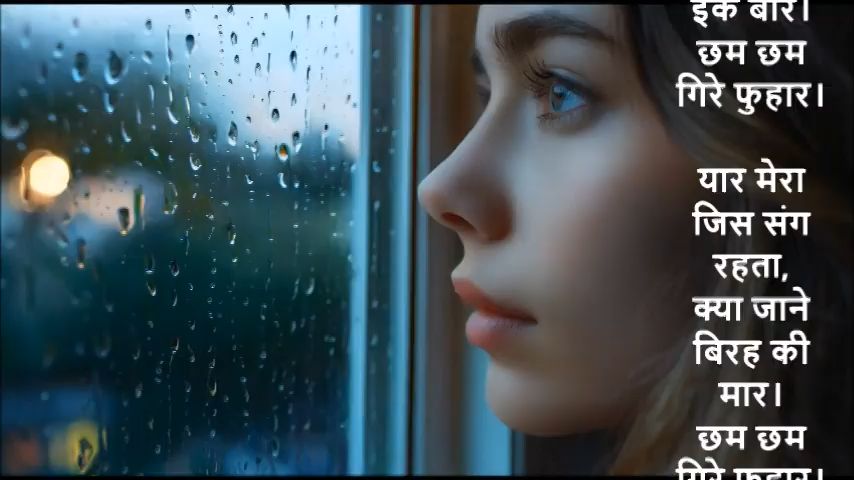 इक बार।
छम छम
गिरे फुहार।
यार मेरा
जिस संग
रहता,
क्या जाने
बिरह की
मार।
छम छम
गिरे फुहार।